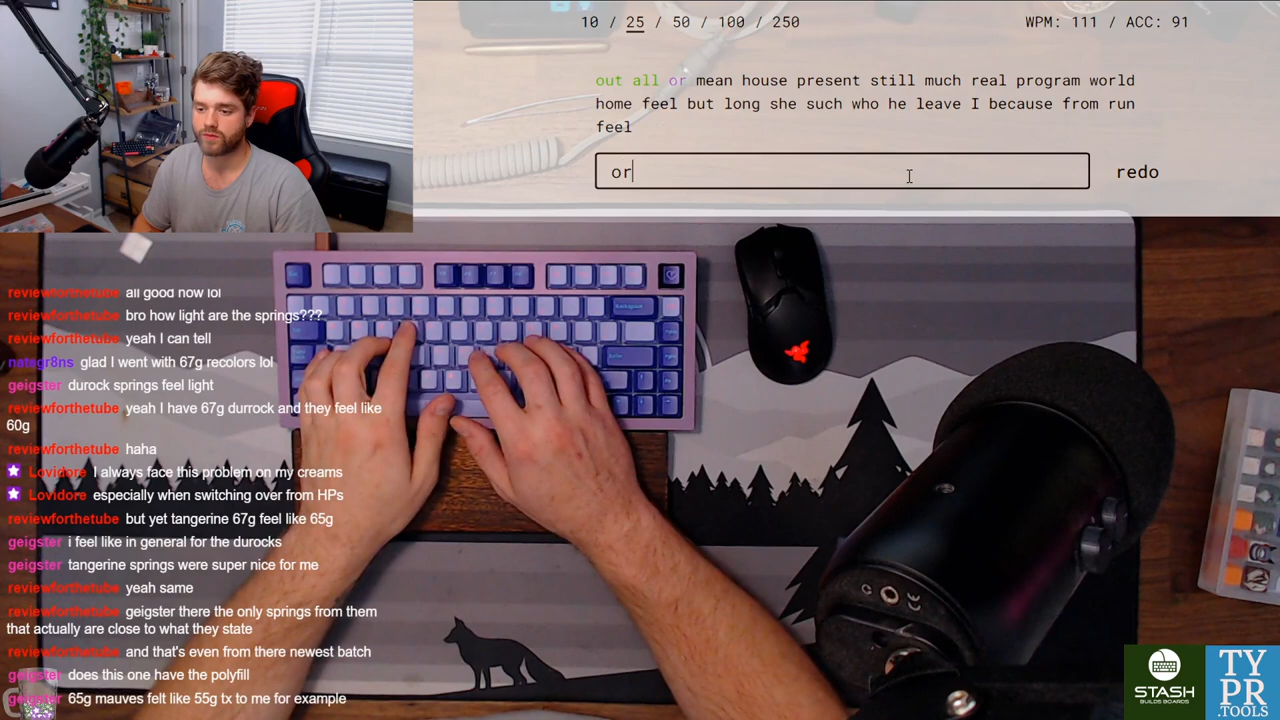 10 / 25 / 50 / 100 / 250
WPM: 111 / ACC: 91
out all or mean house present still much real program world
home feel but long she such who he leave I because from run
feel
or
redo
reviewforthetube all good now lol
reviewforthetube bro how light are the springs???
reviewforthetube yeah I can tell
nategr8ns glad I went with 67g recolors lol
geigster durock springs feel light
reviewforthetube yeah I have 67g durrock and they feel like
60g
reviewforthetube haha
Lovidore I always face this problem on my creams
Lovidore especially when switching over from HPs
reviewforthetube but yet tangerine 67g feel like 65g
geigster i feel like in general for the durocks
geigster tangerine springs were super nice for me
reviewforthetube yeah same
reviewforthetube geigster there the only springs from them
that actually are close to what they state
reviewforthetube and that's even from there newest batch
geigster does this one have the polyfill
geigster 65g mauves felt like 55g tx to me for example
STASH
BUILDS BOARDS
TY
PR
.TOOLS